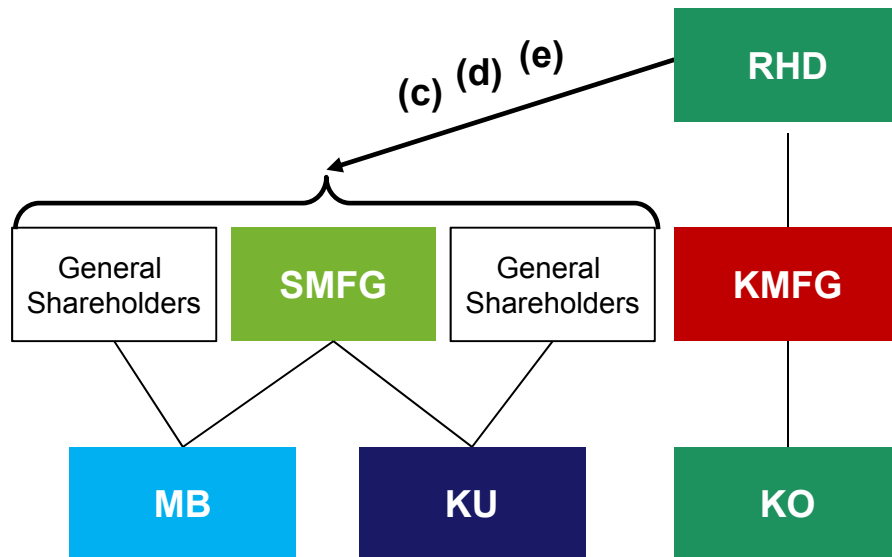 (c) (d) (e)
RHD
General
Shareholders
SMFG
General
Shareholders
KMFG
MB
KU
KO